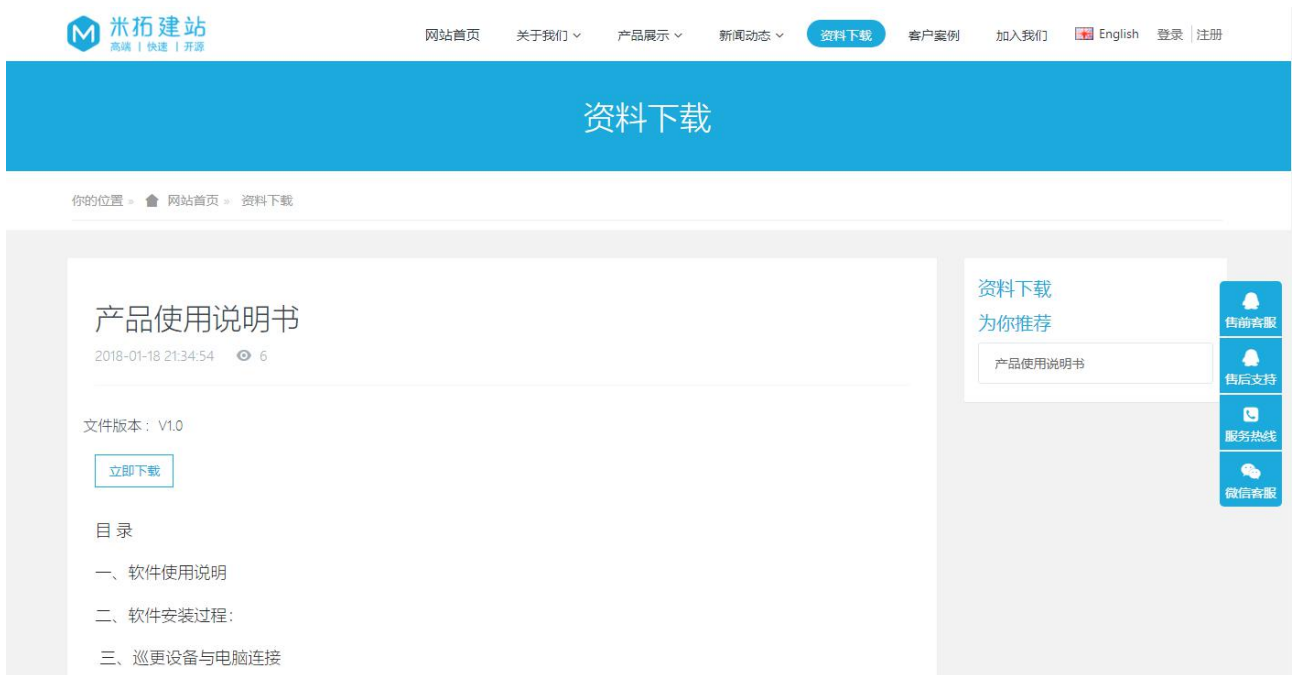 米拓建站
高端 | 快速 | 开源
网站首页 关于我们 产品展示 新闻动态 资料下载 客户案例 加入我们 English 登录 注册
资料下载
你的位置 » 网站首页 » 资料下载
产品使用说明书
2018-01-18 21:34:54 6
文件版本： V1.0
立即下载
目 录
一、软件使用说明
二、软件安装过程：
三、巡更设备与电脑连接
资料下载
为你推荐
产品使用说明书
售前客服
售后支持
服务热线
微信客服